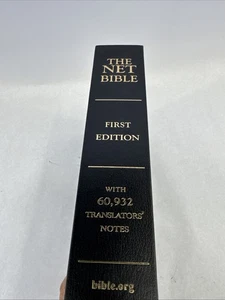 THE
NET
BIBLE
FIRST
EDITION
WITH
60,932
TRANSLATORS'
NOTES
bible.org